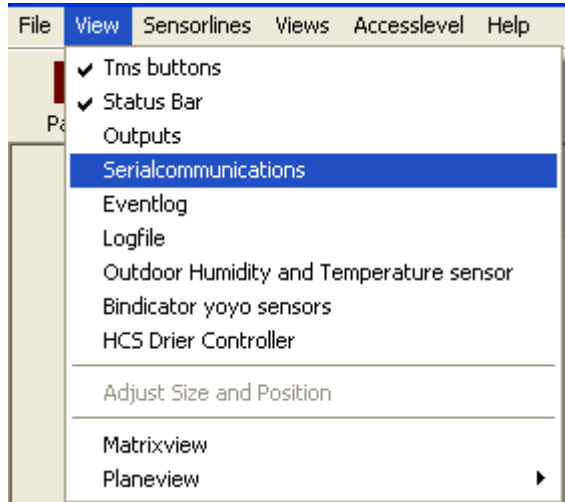 File View Sensorlines Views Accesslevel Help
Tms buttons
Status Bar
Pa
Outputs
Serialcommunications
Eventlog
Logfile
Outdoor Humidity and Temperature sensor
Bindicator yoyo sensors
HCS Drier Controller
Adjust Size and Position
Matrixview
Planeview